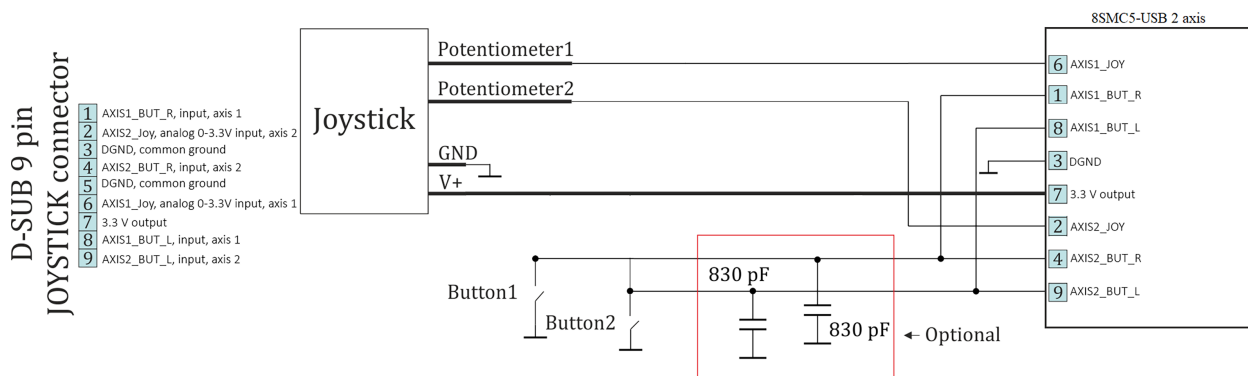 8SMC5-USB 2 axis
D-SUB 9 pin
JOYSTICK connector
1 AXIS1_BUT_R, input, axis 1
2 AXIS2_Joy, analog 0-3.3V input, axis 2
3 DGND, common ground
4 AXIS2_BUT_R, input, axis 2
5 DGND, common ground
6 AXIS1_Joy, analog 0-3.3V input, axis 1
7 3.3 V output
8 AXIS1_BUT_L, input, axis 1
9 AXIS2_BUT_L, input, axis 2
Joystick
Potentiometer1
Potentiometer2
GND
V+
Button1
Button2
830 pF
830 pF
Optional
6 AXIS1_JOY
1 AXIS1_BUT_R
8 AXIS1_BUT_L
3 DGND
7 3.3 V output
2 AXIS2_JOY
4 AXIS2_BUT_R
9 AXIS2_BUT_L